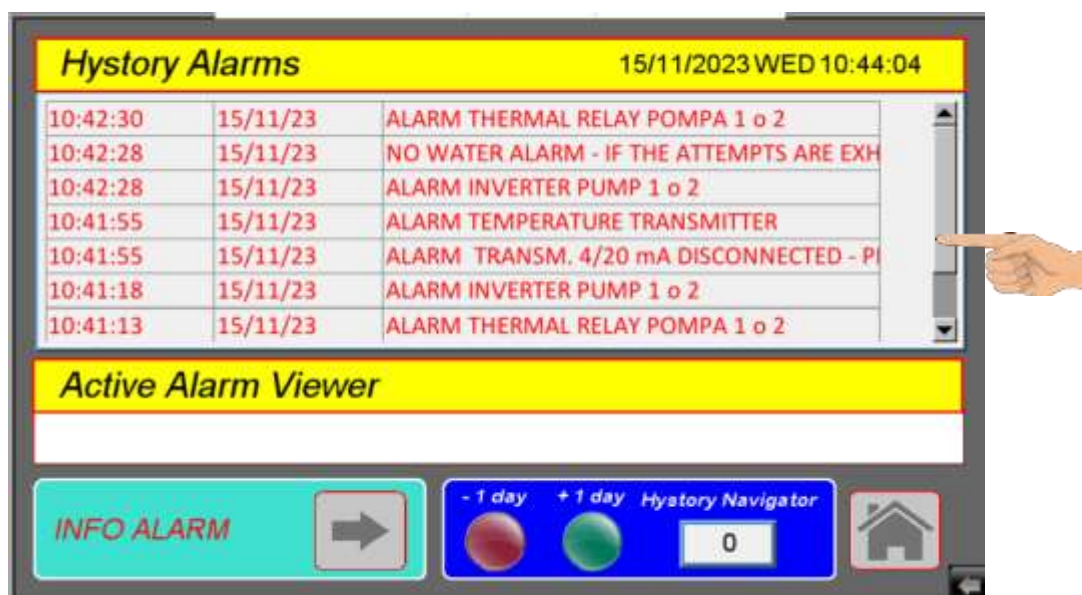 Hystory Alarms 15/11/2023 WED 10:44:04
10:42:30 15/11/23 ALARM THERMAL RELAY POMPA 1 o 2
10:42:28 15/11/23 NO WATER ALARM - IF THE ATTEMPTS ARE EXH
10:42:28 15/11/23 ALARM INVERTER PUMP 1 o 2
10:41:55 15/11/23 ALARM TEMPERATURE TRANSMITTER
10:41:55 15/11/23 ALARM TRANSM. 4/20 mA DISCONNECTED - P
10:41:18 15/11/23 ALARM INVERTER PUMP 1 o 2
10:41:13 15/11/23 ALARM THERMAL RELAY POMPA 1 o 2
Active Alarm Viewer
INFO ALARM
- 1 day + 1 day Hystory Navigator
0